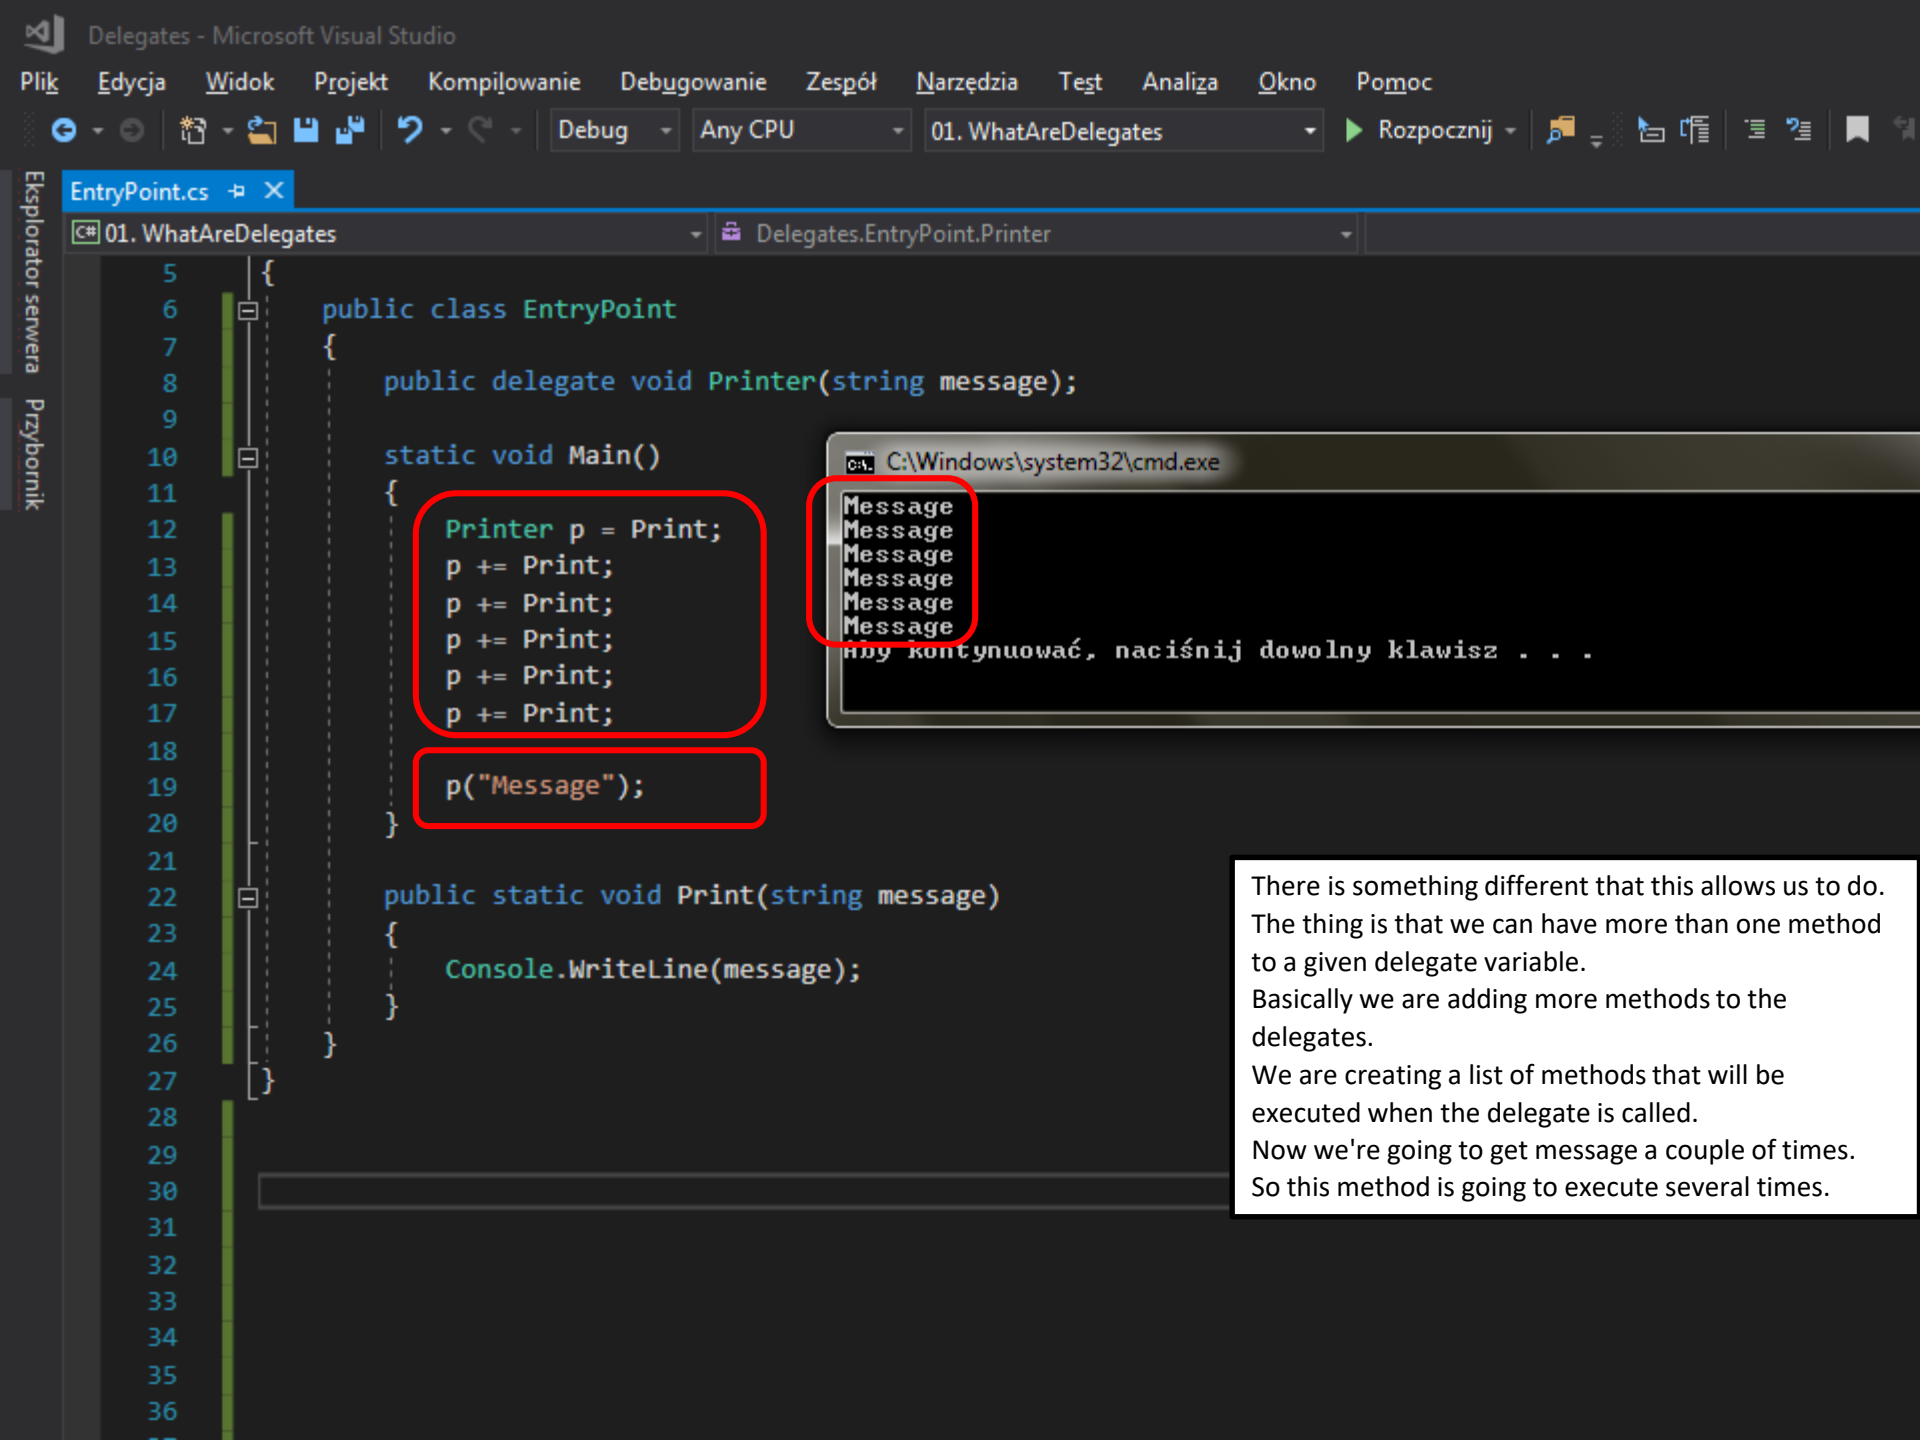 Delegates - Microsoft Visual Studio
Plik Edycja Widok Projekt Kompilowanie Debugowanie Zespół Narzędzia Test Analiza Okno Pomoc
Debug Any CPU 01. WhatAreDelegates Rozpocznij
Eksplorator serwera
Przybornik
EntryPoint.cs
C# 01. WhatAreDelegates Delegates.EntryPoint.Printer
5 {
6 public class EntryPoint
7 {
8 public delegate void Printer(string message);
9
10 static void Main()
11 {
12 Printer p = Print;
13 p += Print;
14 p += Print;
15 p += Print;
16 p += Print;
17 p += Print;
18
19 p("Message");
20 }
21
22 public static void Print(string message)
23 {
24 Console.WriteLine(message);
25 }
26 }
27 }
28
29
30
31
32
33
34
35
36
C:\Windows\system32\cmd.exe
Message
Message
Message
Message
Message
Message
Aby kontynuować, naciśnij dowolny klawisz . . .
There is something different that this allows us to do.
The thing is that we can have more than one method
to a given delegate variable.
Basically we are adding more methods to the
delegates.
We are creating a list of methods that will be
executed when the delegate is called.
Now we're going to get message a couple of times.
So this method is going to execute several times.